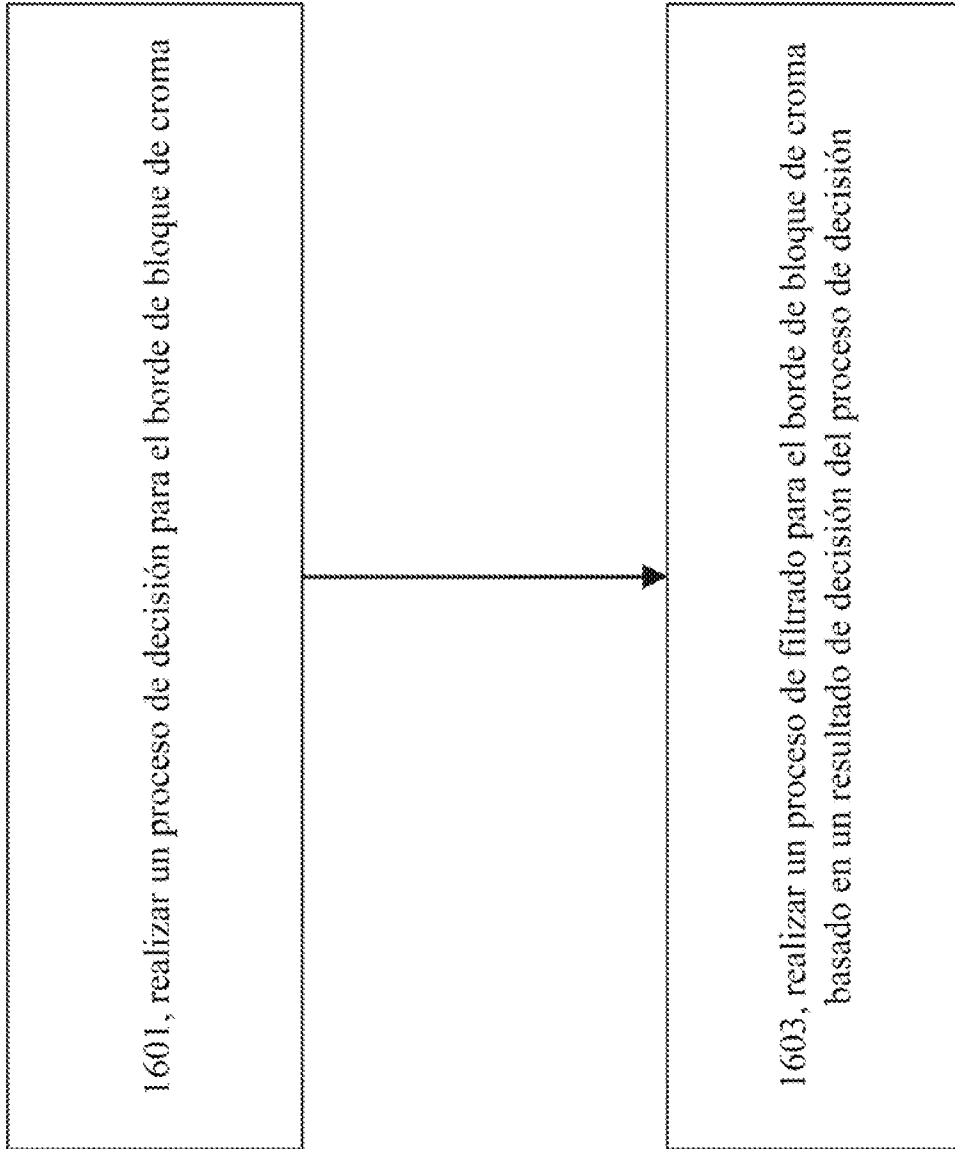 1601, realizar un proceso de decisión para el borde de bloque de croma
1603, realizar un proceso de filtrado para el borde de bloque de croma
basado en un resultado de decisión del proceso de decisión